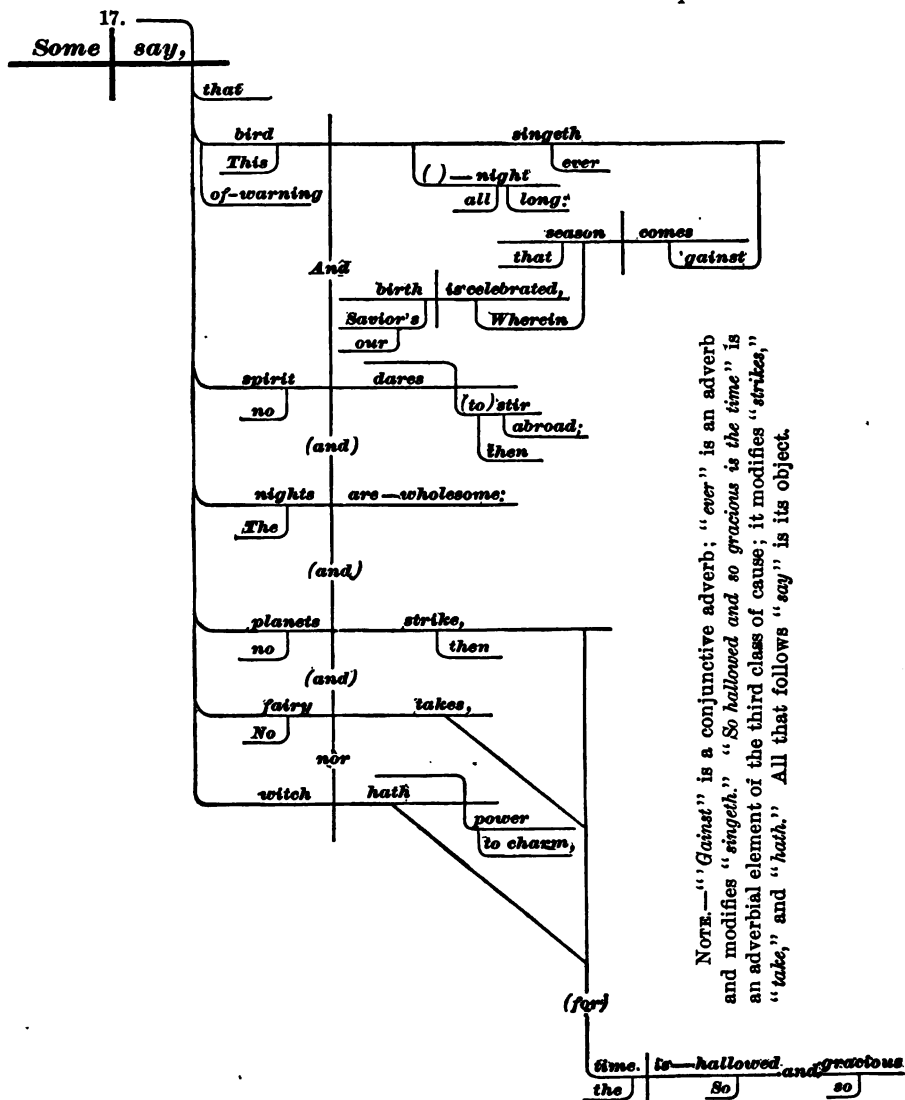 17.
Some say,
that
bird singeth
This ever
( )—night
of-warning
all long:
season comes
that 'gainst
And
birth is celebrated,
Savior's Wherein
our
spirit dares
no (to) stir
abroad;
(and) then
nights are—wholesome:
The
(and)
planets strike,
no then
(and)
fairy takes,
No
nor
witch hath
power
to charm,
(for)
time. is—hallowed and gracious
the So so
NOTE.—"'Gainst" is a conjunctive adverb; "ever" is an adverb
and modifies "singeth." "So hallowed and so gracious is the time" is
an adverbial element of the third class of cause; it modifies "strikes,"
"take," and "hath." All that follows "say" is its object.